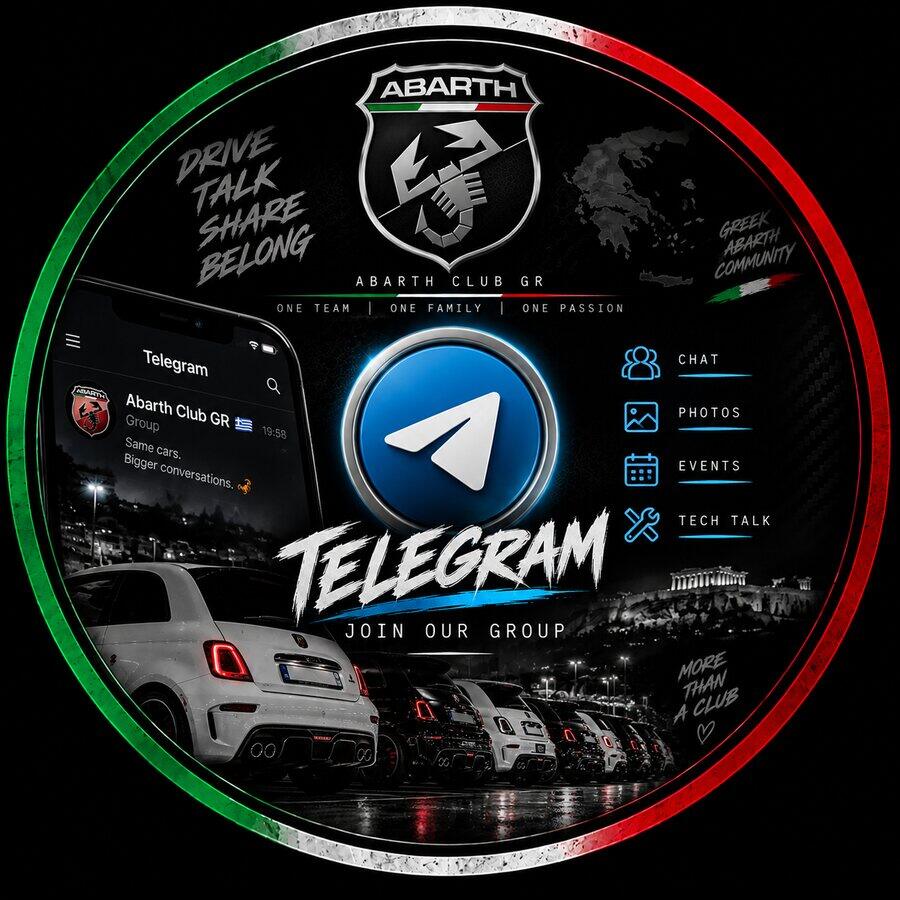 ABARTH
DRIVE
TALK
SHARE
BELONG
GREEK
ABARTH
COMMUNITY
ABARTH CLUB GR
ONE TEAM | ONE FAMILY | ONE PASSION
Telegram
ABARTH
Abarth Club GR 🇬🇷
Group
19:58
Same cars.
Bigger conversations. 🦂
CHAT
PHOTOS
EVENTS
TECH TALK
TELEGRAM
JOIN OUR GROUP
MORE
THAN
A CLUB